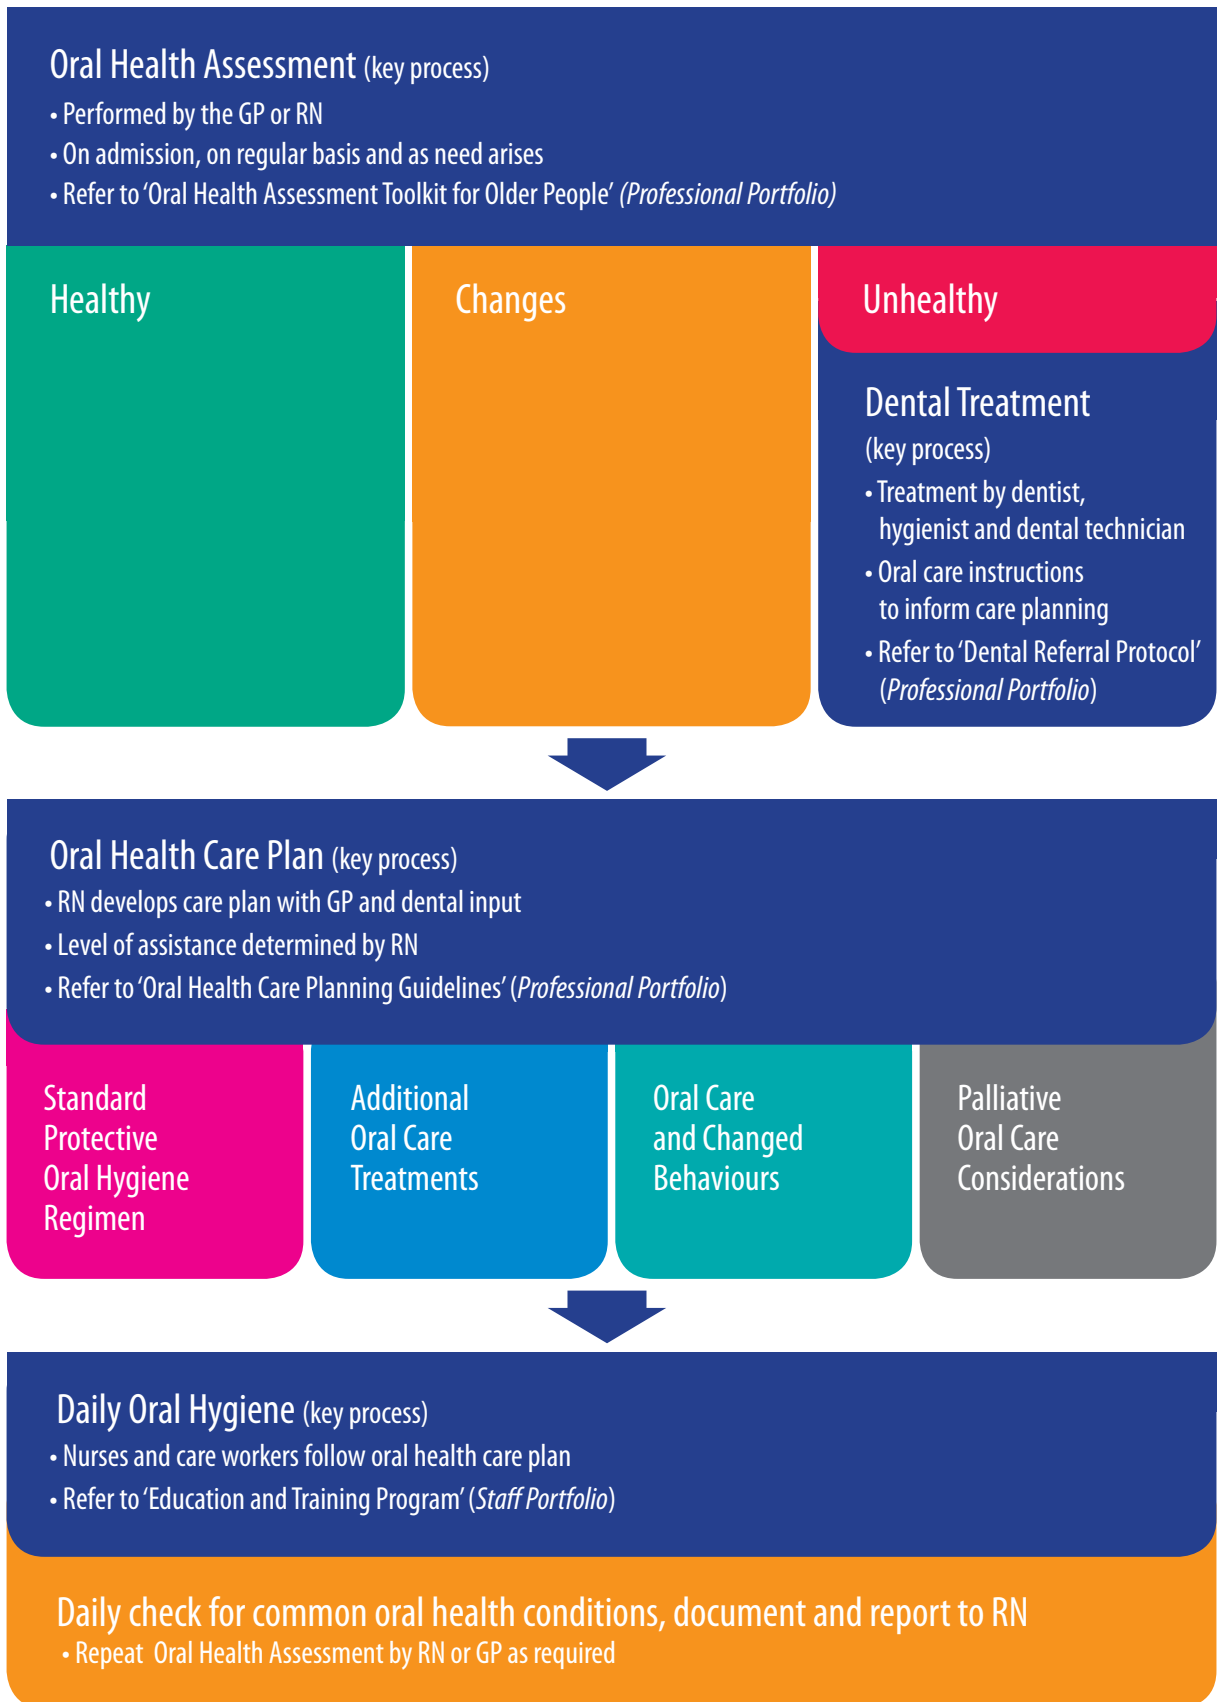 Oral Health Assessment (key process)
• Performed by the GP or RN
• On admission, on regular basis and as need arises
• Refer to ‘Oral Health Assessment Toolkit for Older People’ (Professional Portfolio)
Healthy
Changes
Unhealthy
Dental Treatment
(key process)
• Treatment by dentist,
hygienist and dental technician
• Oral care instructions
to inform care planning
• Refer to ‘Dental Referral Protocol’
(Professional Portfolio)
Oral Health Care Plan (key process)
• RN develops care plan with GP and dental input
• Level of assistance determined by RN
• Refer to ‘Oral Health Care Planning Guidelines’ (Professional Portfolio)
Standard
Protective
Oral Hygiene
Regimen
Additional
Oral Care
Treatments
Oral Care
and Changed
Behaviours
Palliative
Oral Care
Considerations
Daily Oral Hygiene (key process)
• Nurses and care workers follow oral health care plan
• Refer to ‘Education and Training Program’ (Staff Portfolio)
Daily check for common oral health conditions, document and report to RN
• Repeat Oral Health Assessment by RN or GP as required